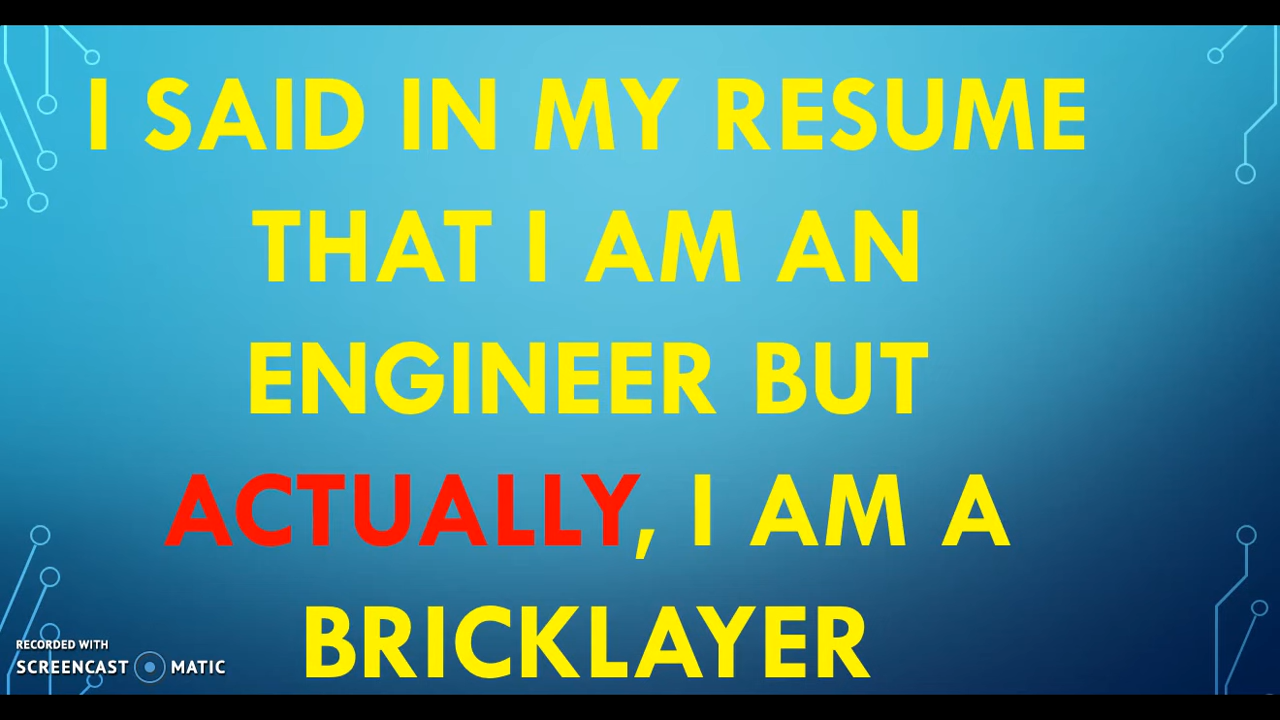 I SAID IN MY RESUME
THAT I AM AN
ENGINEER BUT
ACTUALLY, I AM A
BRICKLAYER
RECORDED WITH
SCREENCAST MATIC